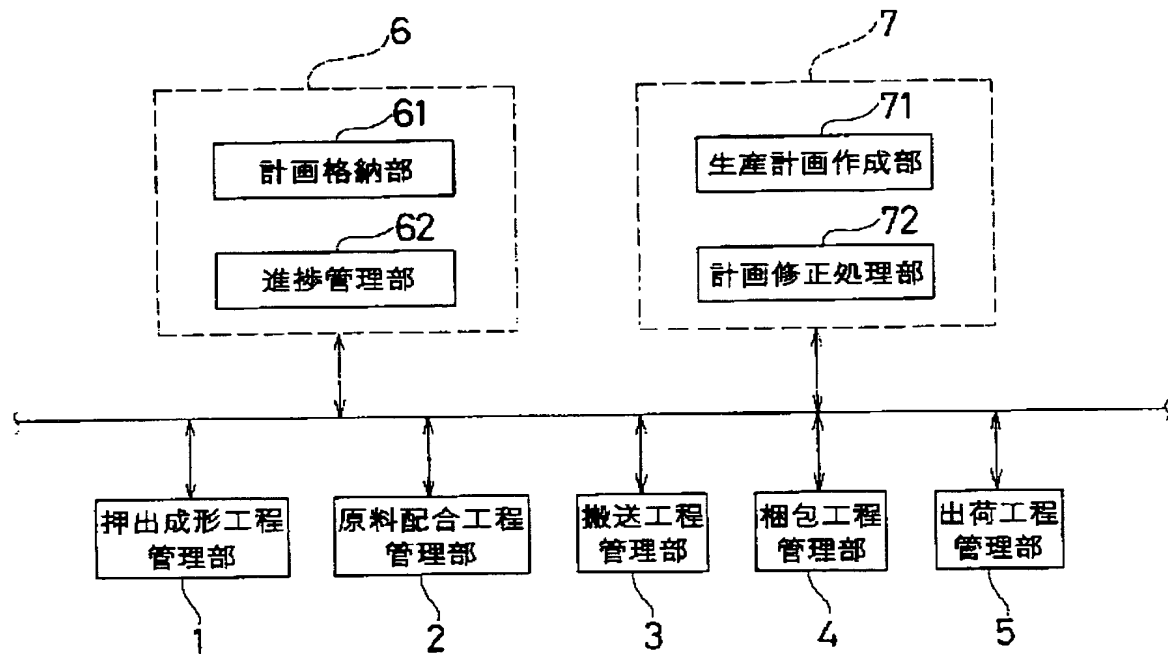 6
7
61
計画格納部
62
進捗管理部
71
生産計画作成部
72
計画修正処理部
押出成形工程
管理部
原料配合工程
管理部
搬送工程
管理部
梱包工程
管理部
出荷工程
管理部
1
2
3
4
5